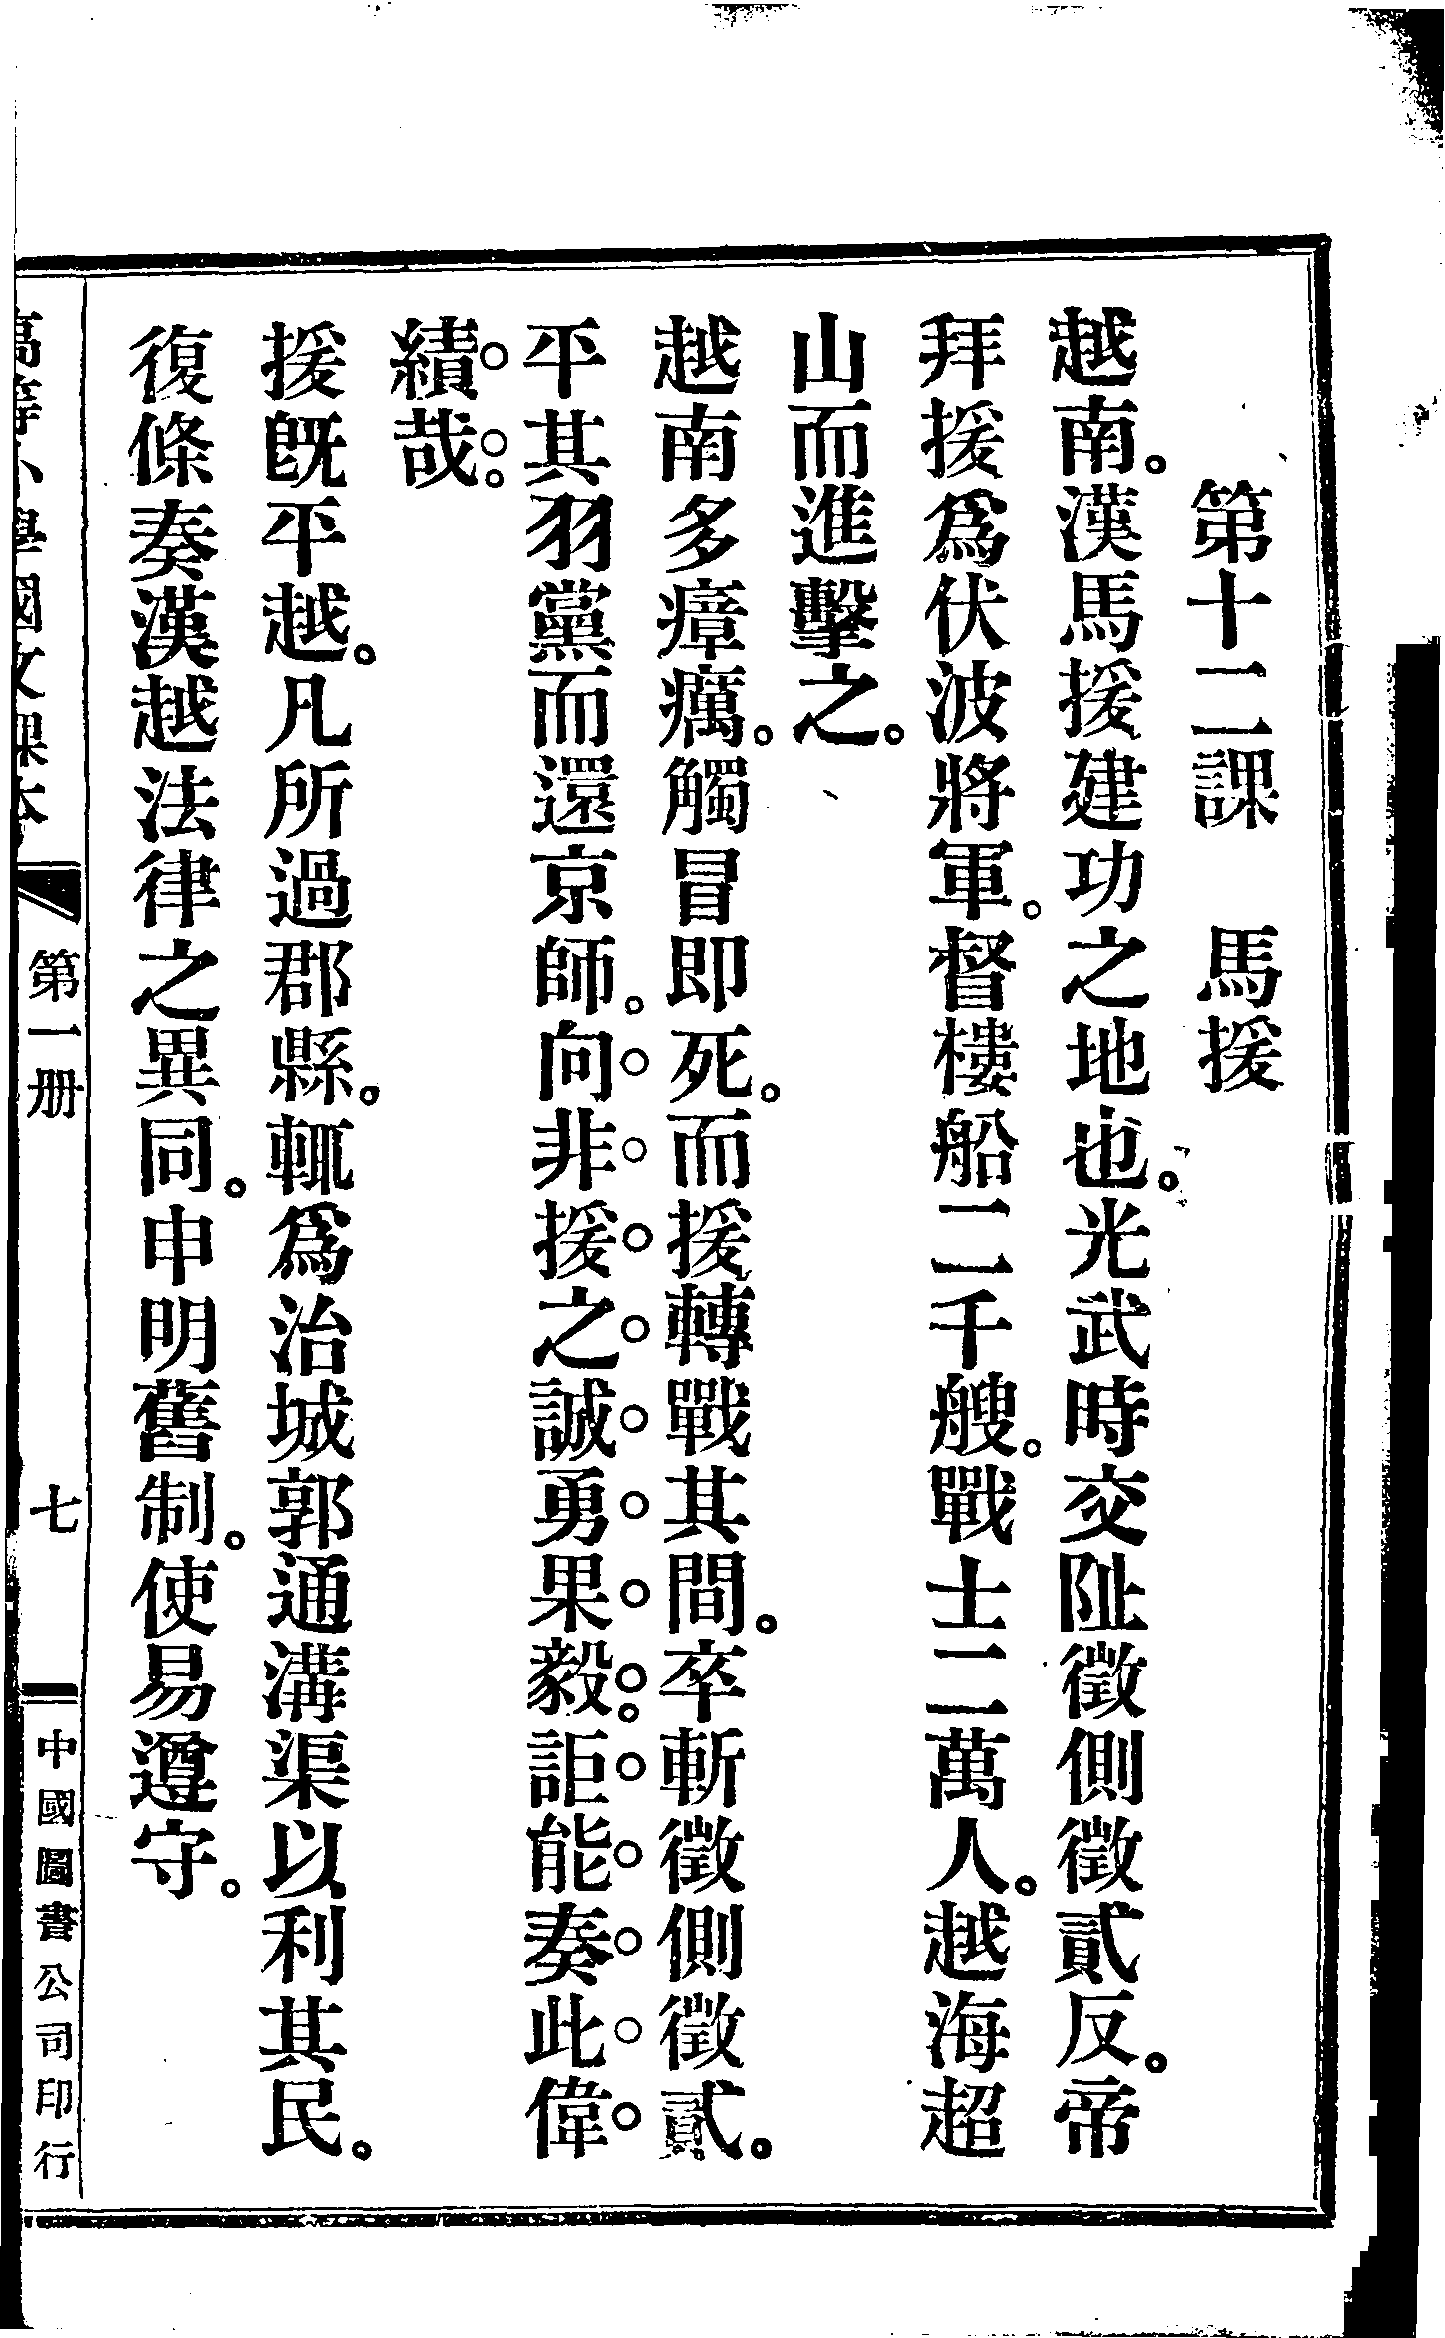 第十二課　馬援
越南。漢馬援建功之地也。光武時交阯徵側徵貳反。帝
拜援爲伏波將軍。督樓船二千艘。戰士二萬人。越海超
山而進擊之。
越南多瘴癘。觸冒即死。而援轉戰其間。卒斬徵側徵貳。
平其羽黨而還京師。向非援之誠勇果毅。詎能奏此偉
績哉。
援旣平越。凡所過郡縣。輒爲治城郭通溝渠以利其民。
復條奏漢越法律之異同。申明舊制。使易遵守。
高等小學國文課本　第一册　七　中國圖書公司印行